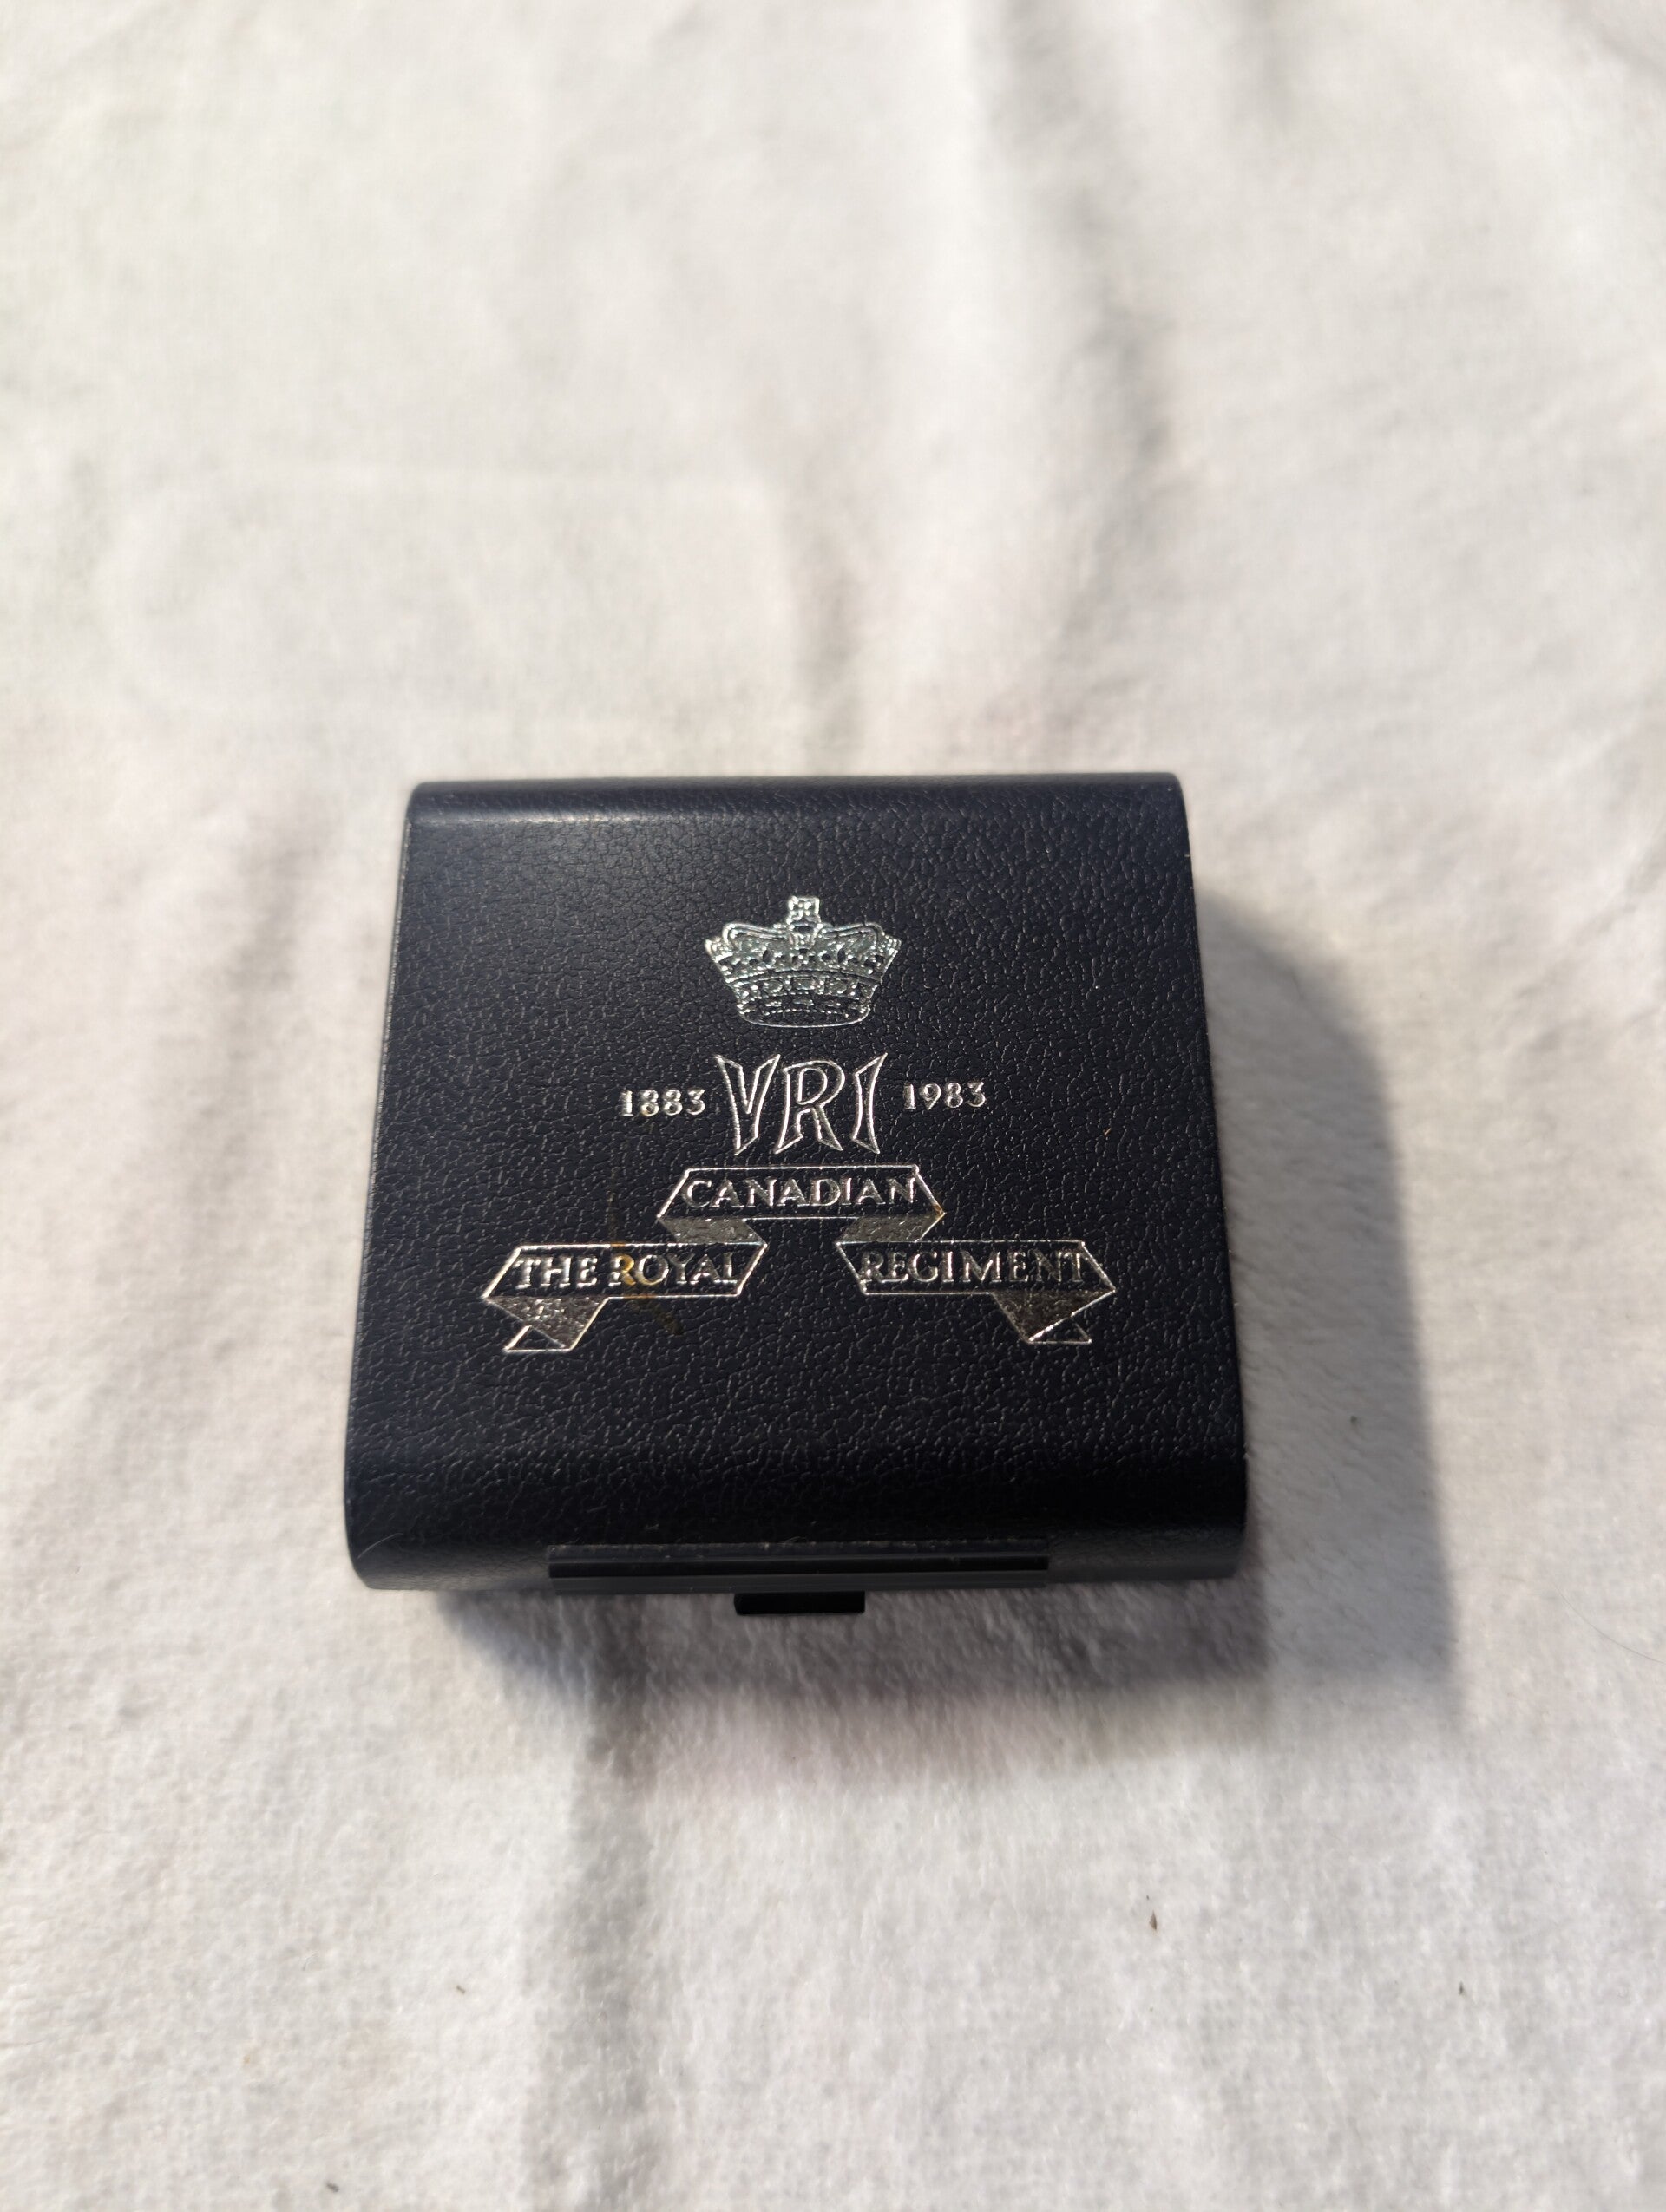 1883 VRI 1983
CANADIAN
THE ROYAL REGIMENT